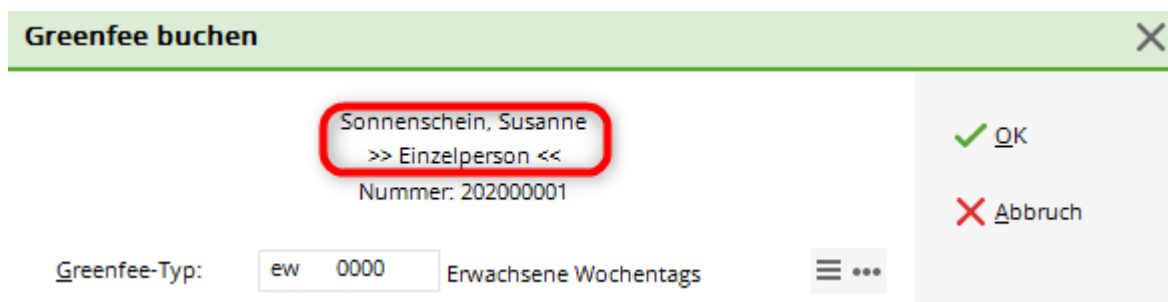 Greenfee buchen
Sonnenschein, Susanne
>> Einzelperson <<
Nummer: 202000001
OK
Abbruch
Greenfee-Typ: ew 0000 Erwachsene Wochentags